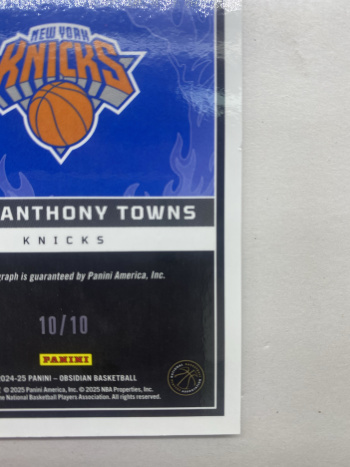 NEW YORK
KNICKS
ANTHONY TOWNS
KNICKS
graph is guaranteed by Panini America, Inc.
10/10
PANINI
2024-25 PANINI – OBSIDIAN BASKETBALL
© 2025 Panini America, Inc. © 2025 NBA Properties, Inc.
National Basketball Players Association. All rights reserved.